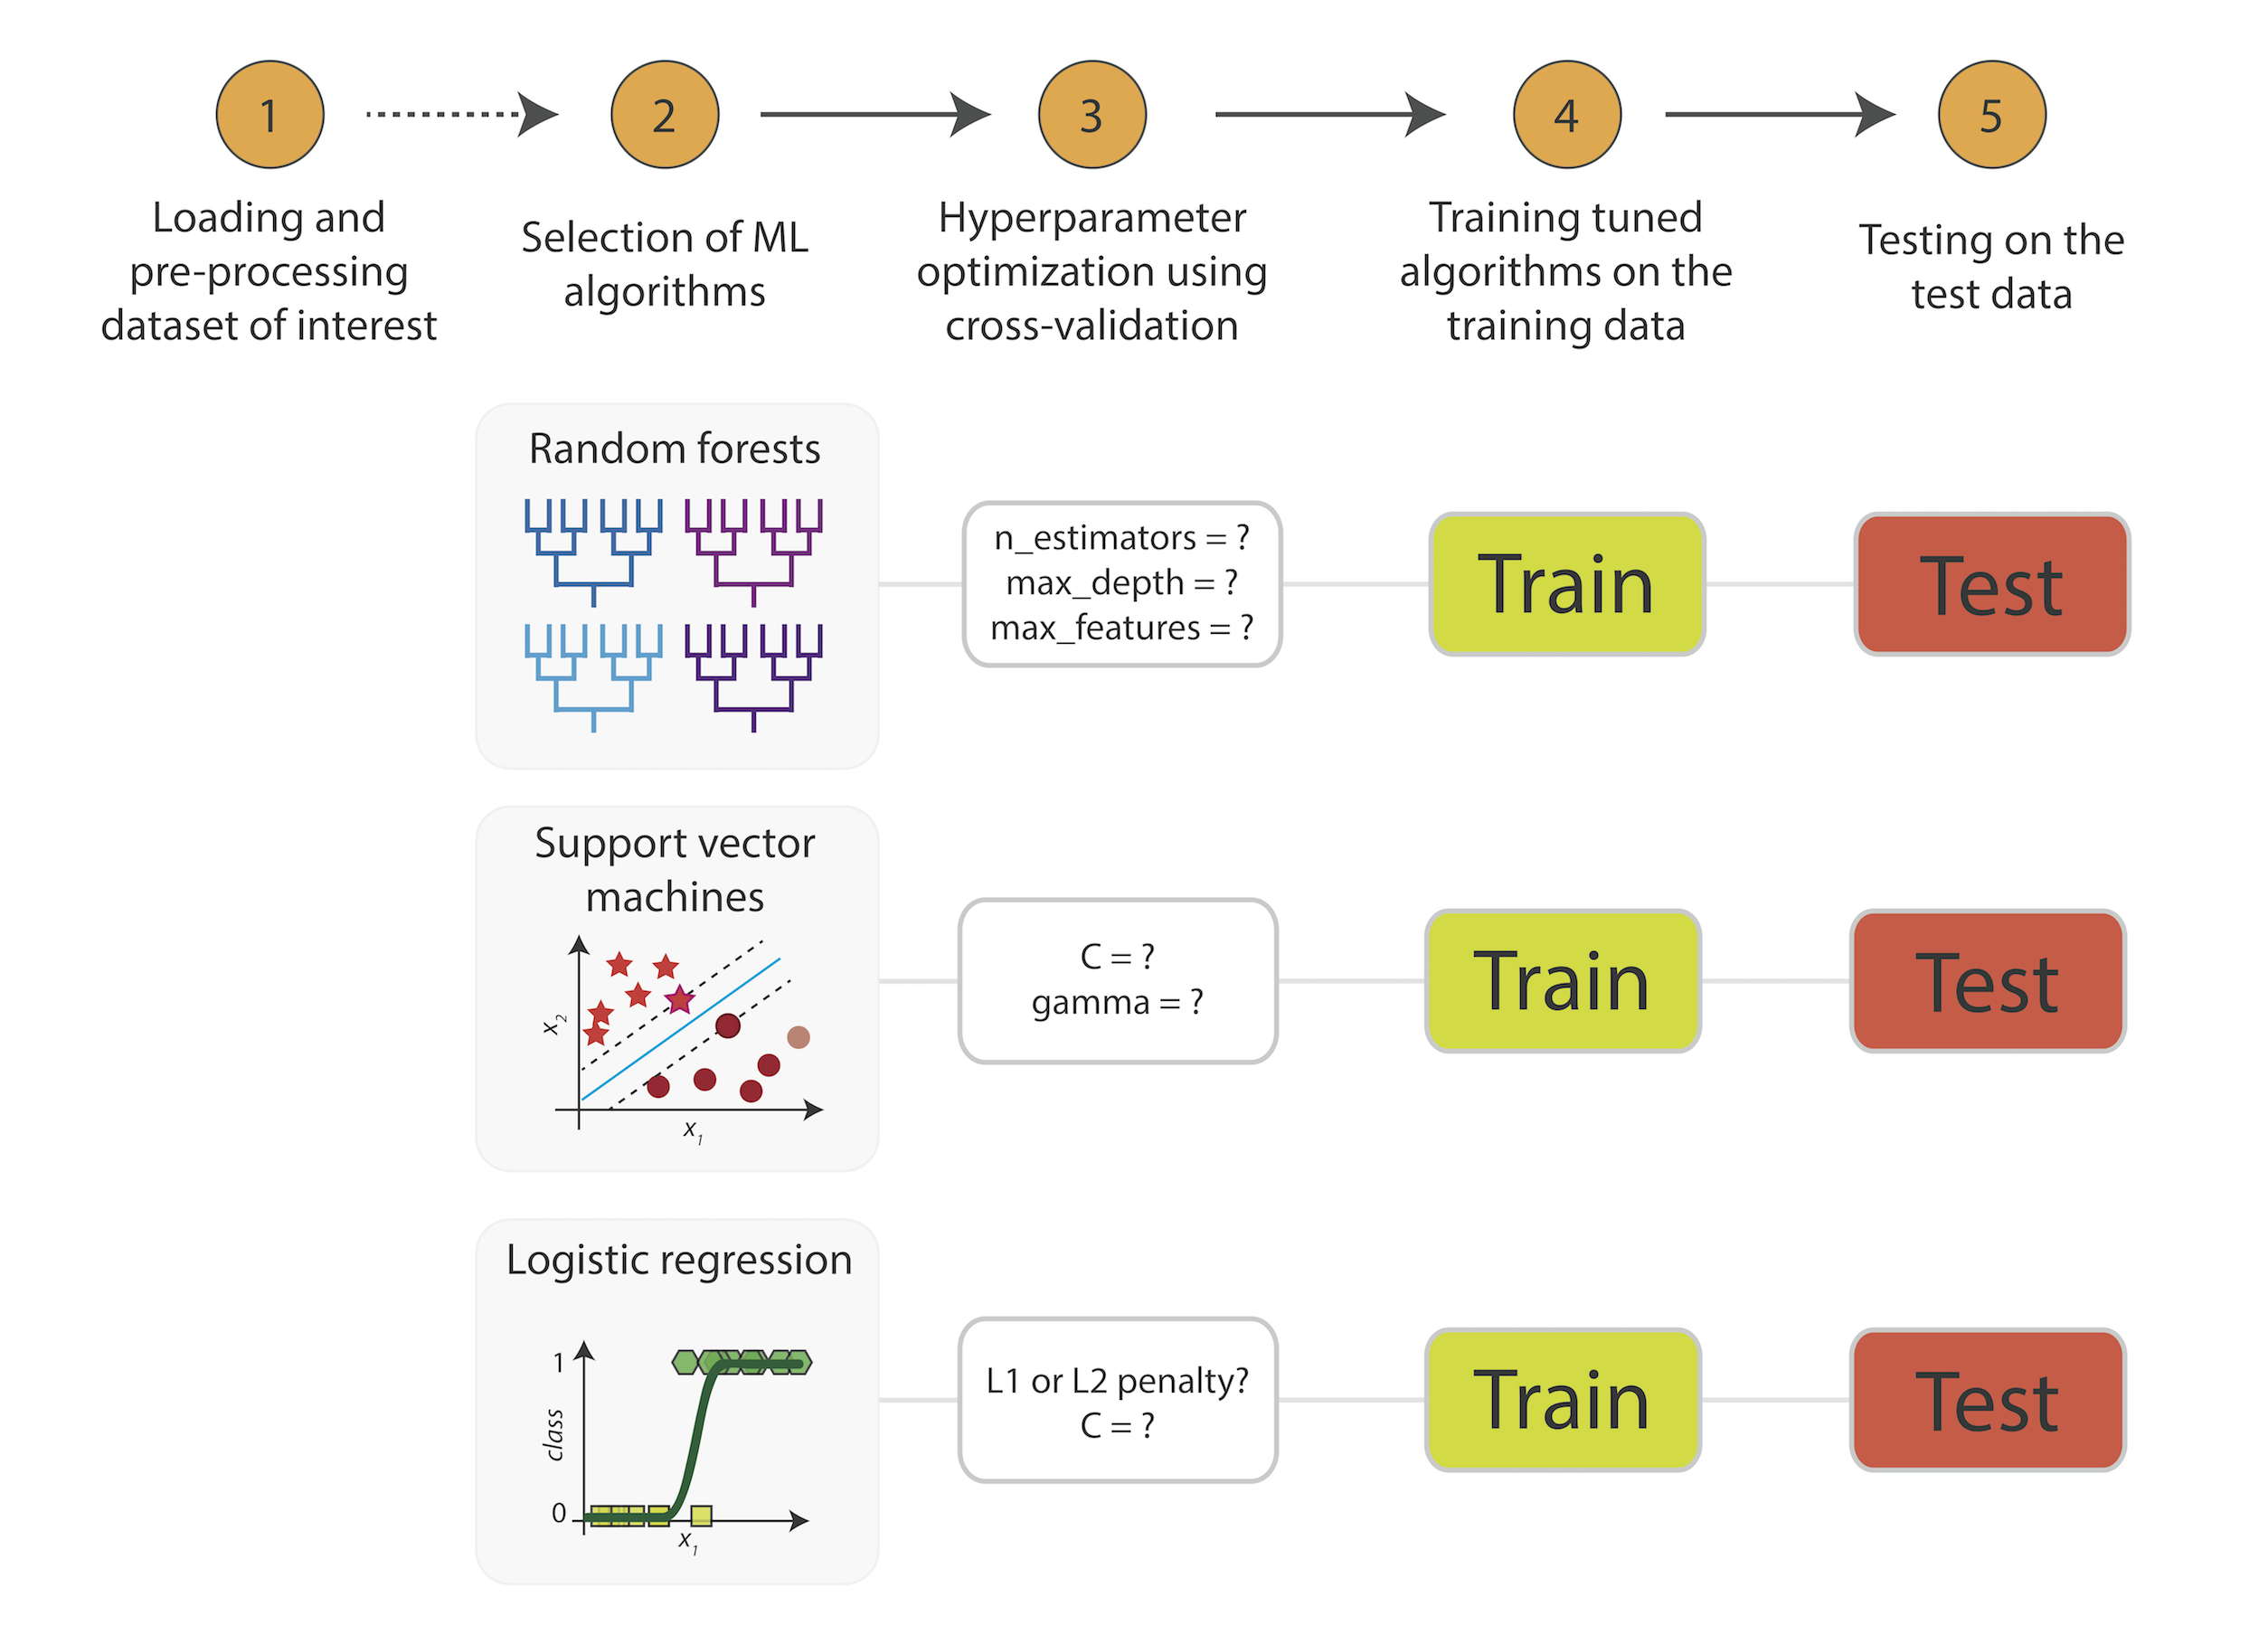 1
2
3
4
5
Loading and
pre-processing
dataset of interest
Selection of ML
algorithms
Hyperparameter
optimization using
cross-validation
Training tuned
algorithms on the
training data
Testing on the
test data
Random forests
n_estimators = ?
max_depth = ?
max_features = ?
Train
Test
Support vector
machines
x2
x1
C = ?
gamma = ?
Train
Test
Logistic regression
1
class
0
x1
L1 or L2 penalty?
C = ?
Train
Test